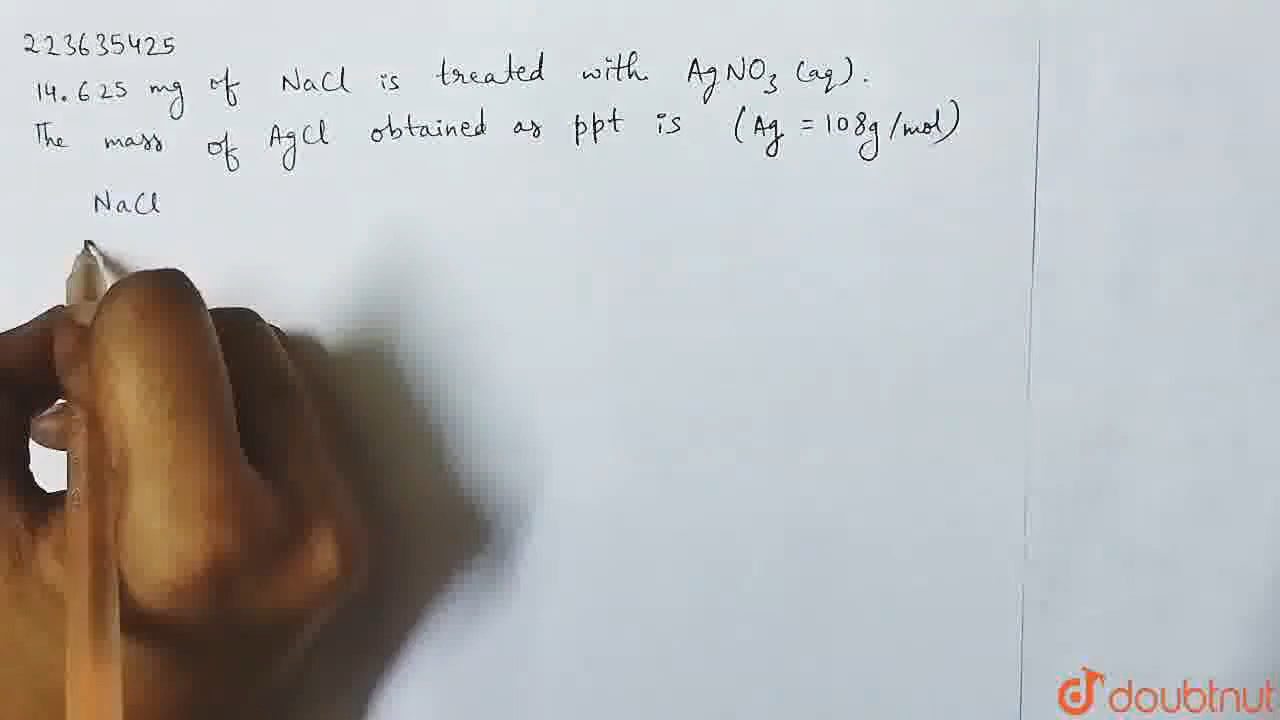 223635425
14.625 mg of NaCl is treated with AgNO3 (aq).
The mass of AgCl obtained as ppt is (Ag = 108g/mol)
NaCl
doubtnut